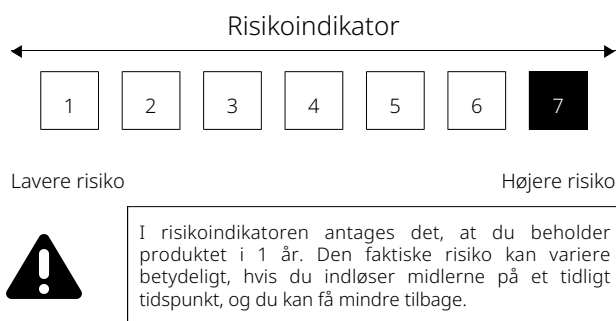 Risikoindikator
1 2 3 4 5 6 7
Lavere risiko Højere risiko
I risikoindikatoren antages det, at du beholder
produktet i 1 år. Den faktiske risiko kan variere
betydeligt, hvis du indløser midlerne på et tidligt
tidspunkt, og du kan få mindre tilbage.